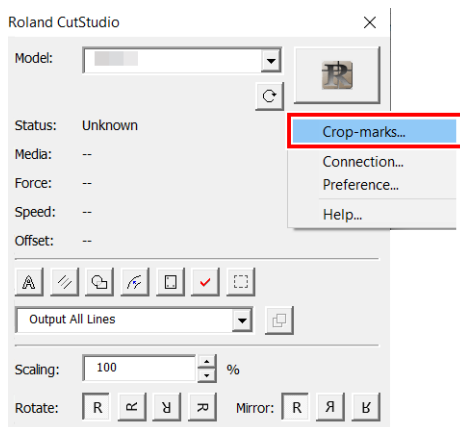 Roland CutStudio
Model:
Status: Unknown
Crop-marks...
Media: --
Connection...
Force: --
Preference...
Speed: --
Help...
Offset: --
Output All Lines
Scaling: 100 %
Rotate: R R R R Mirror: R R R